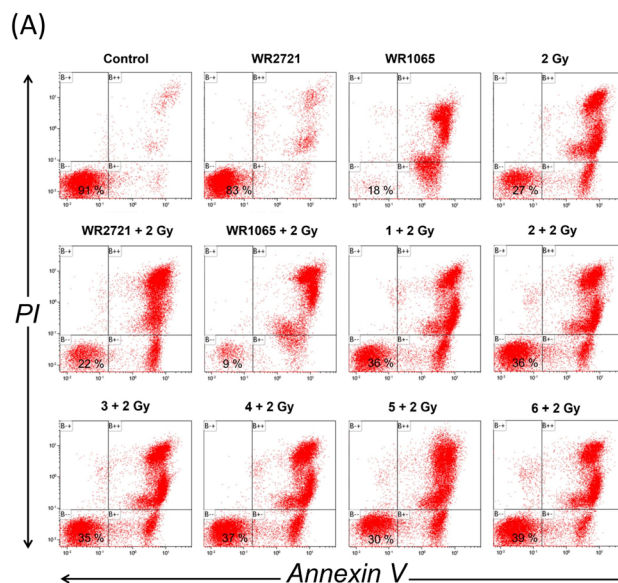 (A)
Control WR2721 WR1065 2 Gy
B-+ B++ B-+ B++ B-+ B++ B-+ B++
B-- B+- B-- B+- B-- B+- B-- B+-
91 % 83 % 18 % 27 %
WR2721 + 2 Gy WR1065 + 2 Gy 1 + 2 Gy 2 + 2 Gy
B-+ B++ B-+ B++ B-+ B++ B-+ B++
PI
B-- B+- B-- B+- B-- B+- B-- B+-
22 % 9 % 36 % 36 %
3 + 2 Gy 4 + 2 Gy 5 + 2 Gy 6 + 2 Gy
B-+ B++ B-+ B++ B-+ B++ B-+ B++
B-- B+- B-- B+- B-- B+- B-- B+-
35 % 37 % 30 % 39 %
Annexin V